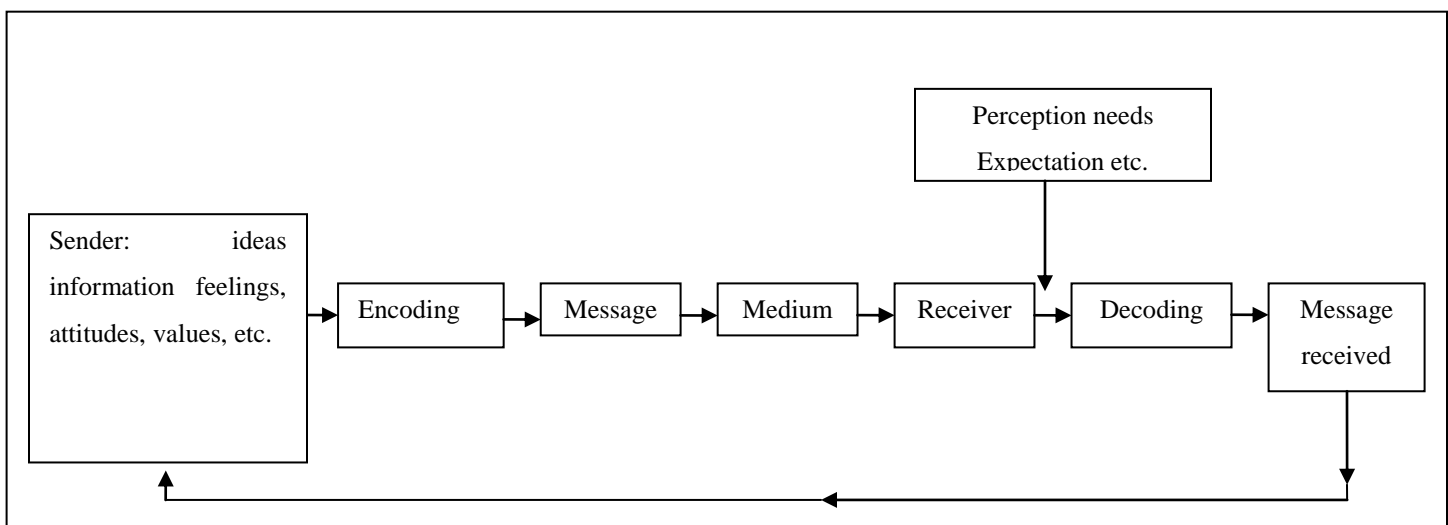 Perception needs
Expectation etc.
Sender: ideas
information feelings,
attitudes, values, etc.
Encoding
Message
Medium
Receiver
Decoding
Message
received